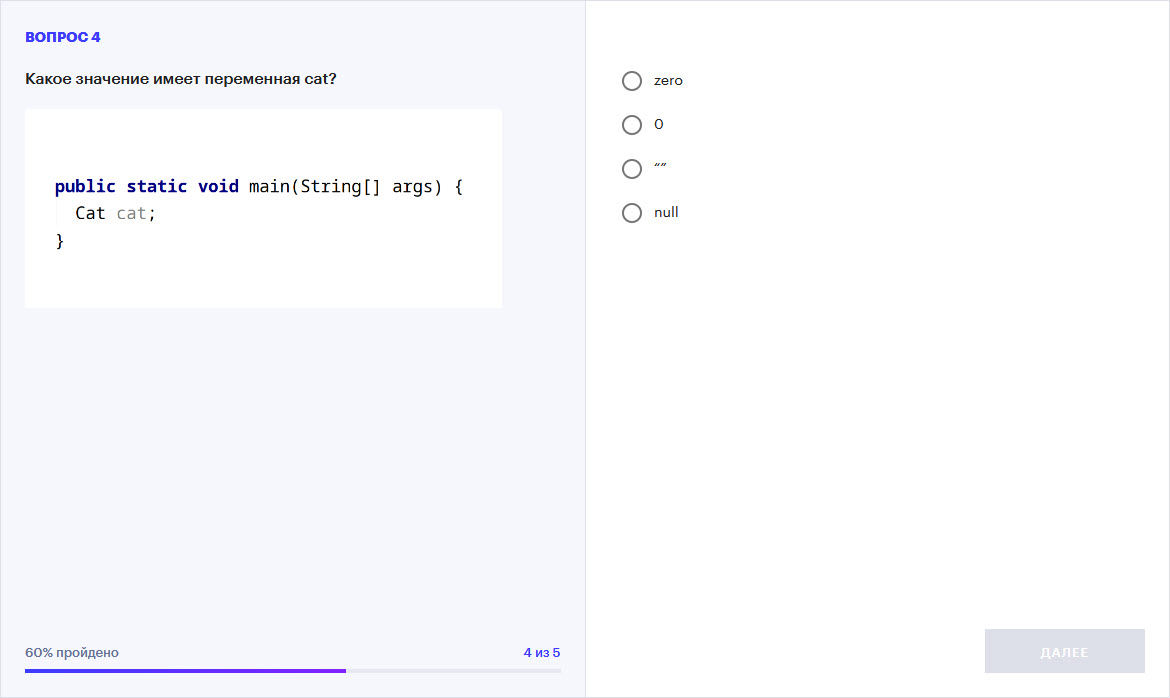 ВОПРОС 4
Какое значение имеет переменная cat?
public static void main(String[] args) {
Cat cat;
}
60% пройдено
4 из 5
zero
0
“”
null
ДАЛЕЕ